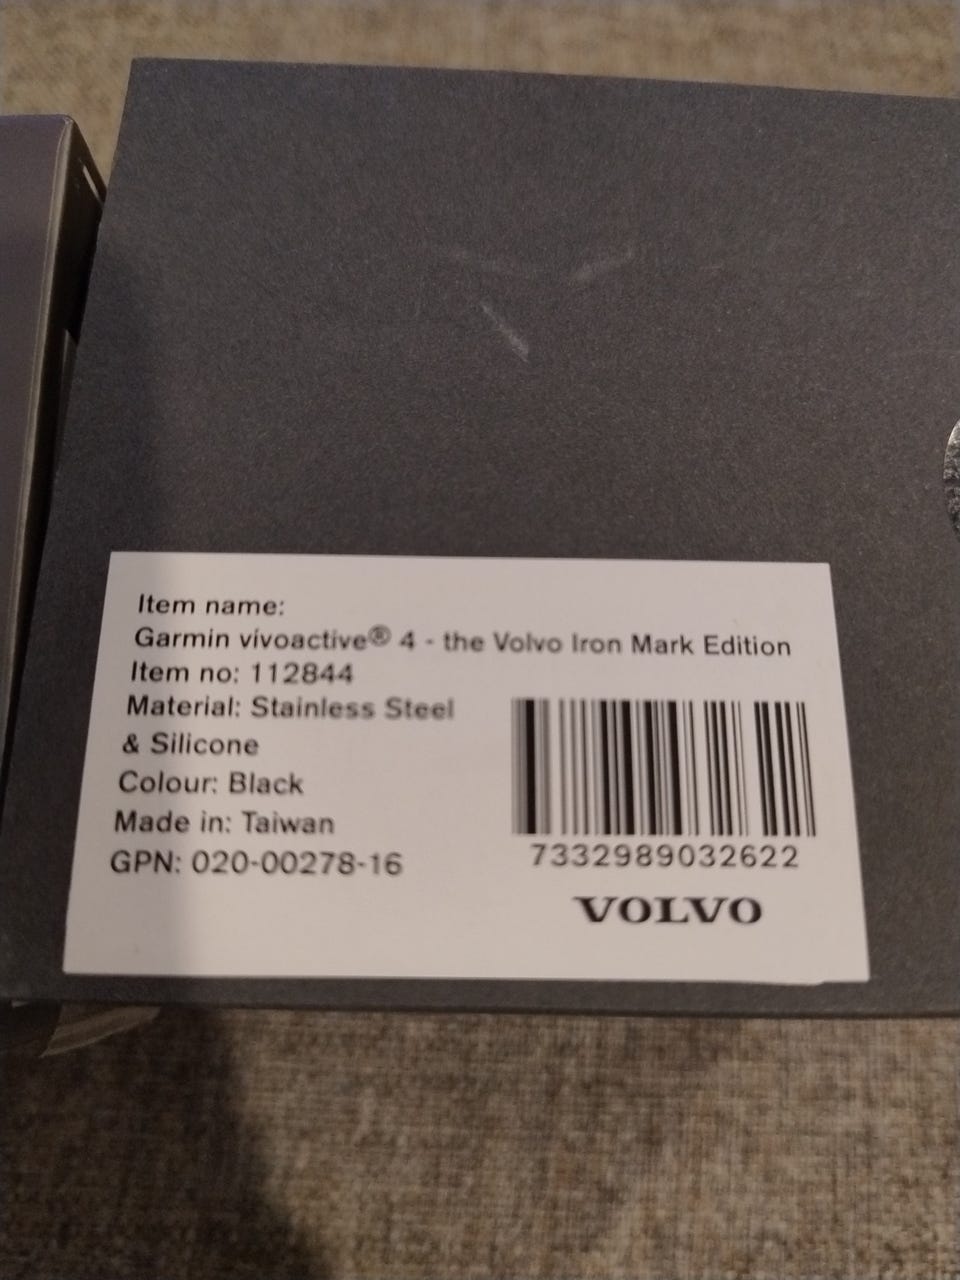 Item name:
Garmin vivoactive® 4 - the Volvo Iron Mark Edition
Item no: 112844
Material: Stainless Steel
& Silicone
Colour: Black
Made in: Taiwan
GPN: 020-00278-16
7332989032622
VOLVO